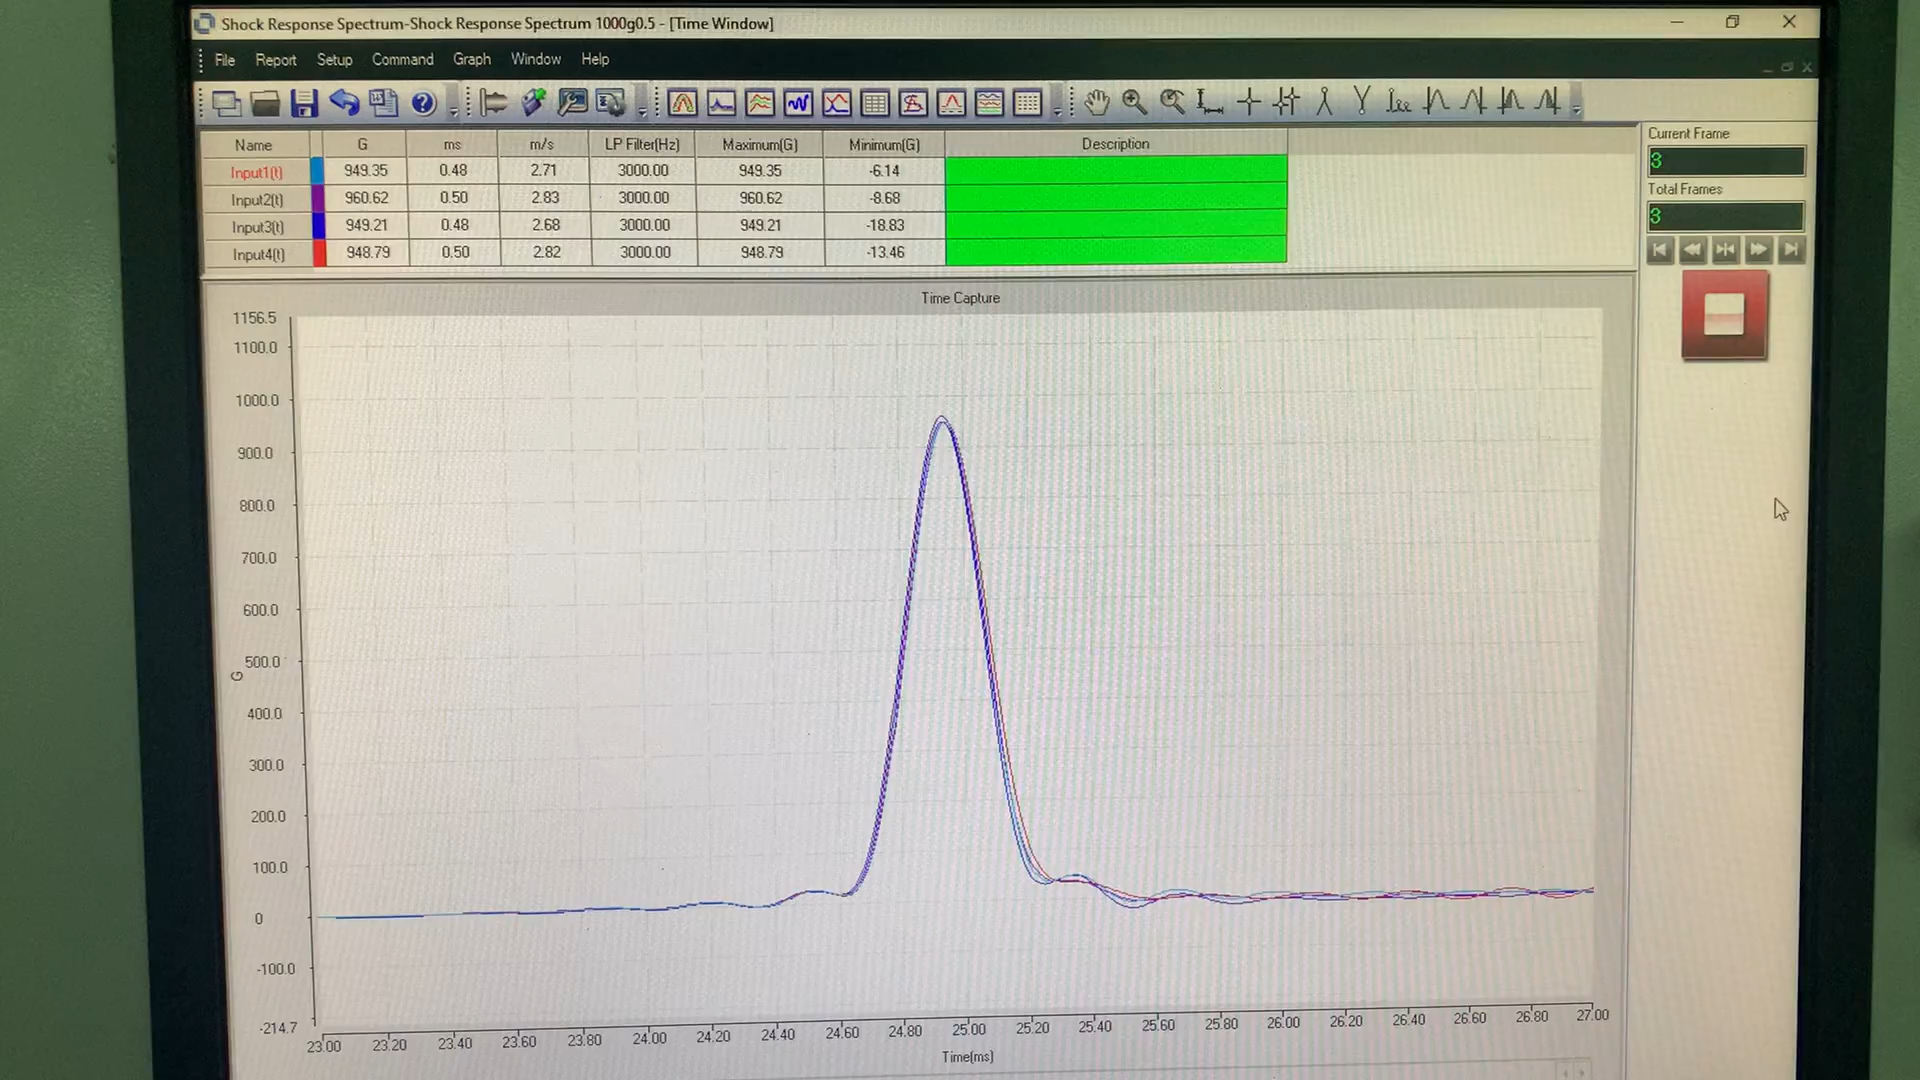 Shock Response Spectrum-Shock Response Spectrum 1000g0.5 - [Time Window]
File Report Setup Command Graph Window Help
Name G ms m/s LP Filter(Hz) Maximum(G) Minimum(G) Description
Input1(t) 949.35 0.48 2.71 3000.00 949.35 -6.14
Input2(t) 960.62 0.50 2.83 3000.00 960.62 -8.68
Input3(t) 949.21 0.48 2.68 3000.00 949.21 -18.83
Input4(t) 948.79 0.50 2.82 3000.00 948.79 -13.46
Current Frame
3
Total Frames
3
Time Capture
1156.5
1100.0
1000.0
900.0
800.0
700.0
600.0
500.0
G
400.0
300.0
200.0
100.0
0
-100.0
-214.7
23.00 23.20 23.40 23.60 23.80 24.00 24.20 24.40 24.60 24.80 25.00 25.20 25.40 25.60 25.80 26.00 26.20 26.40 26.60 26.80 27.00
Time(ms)